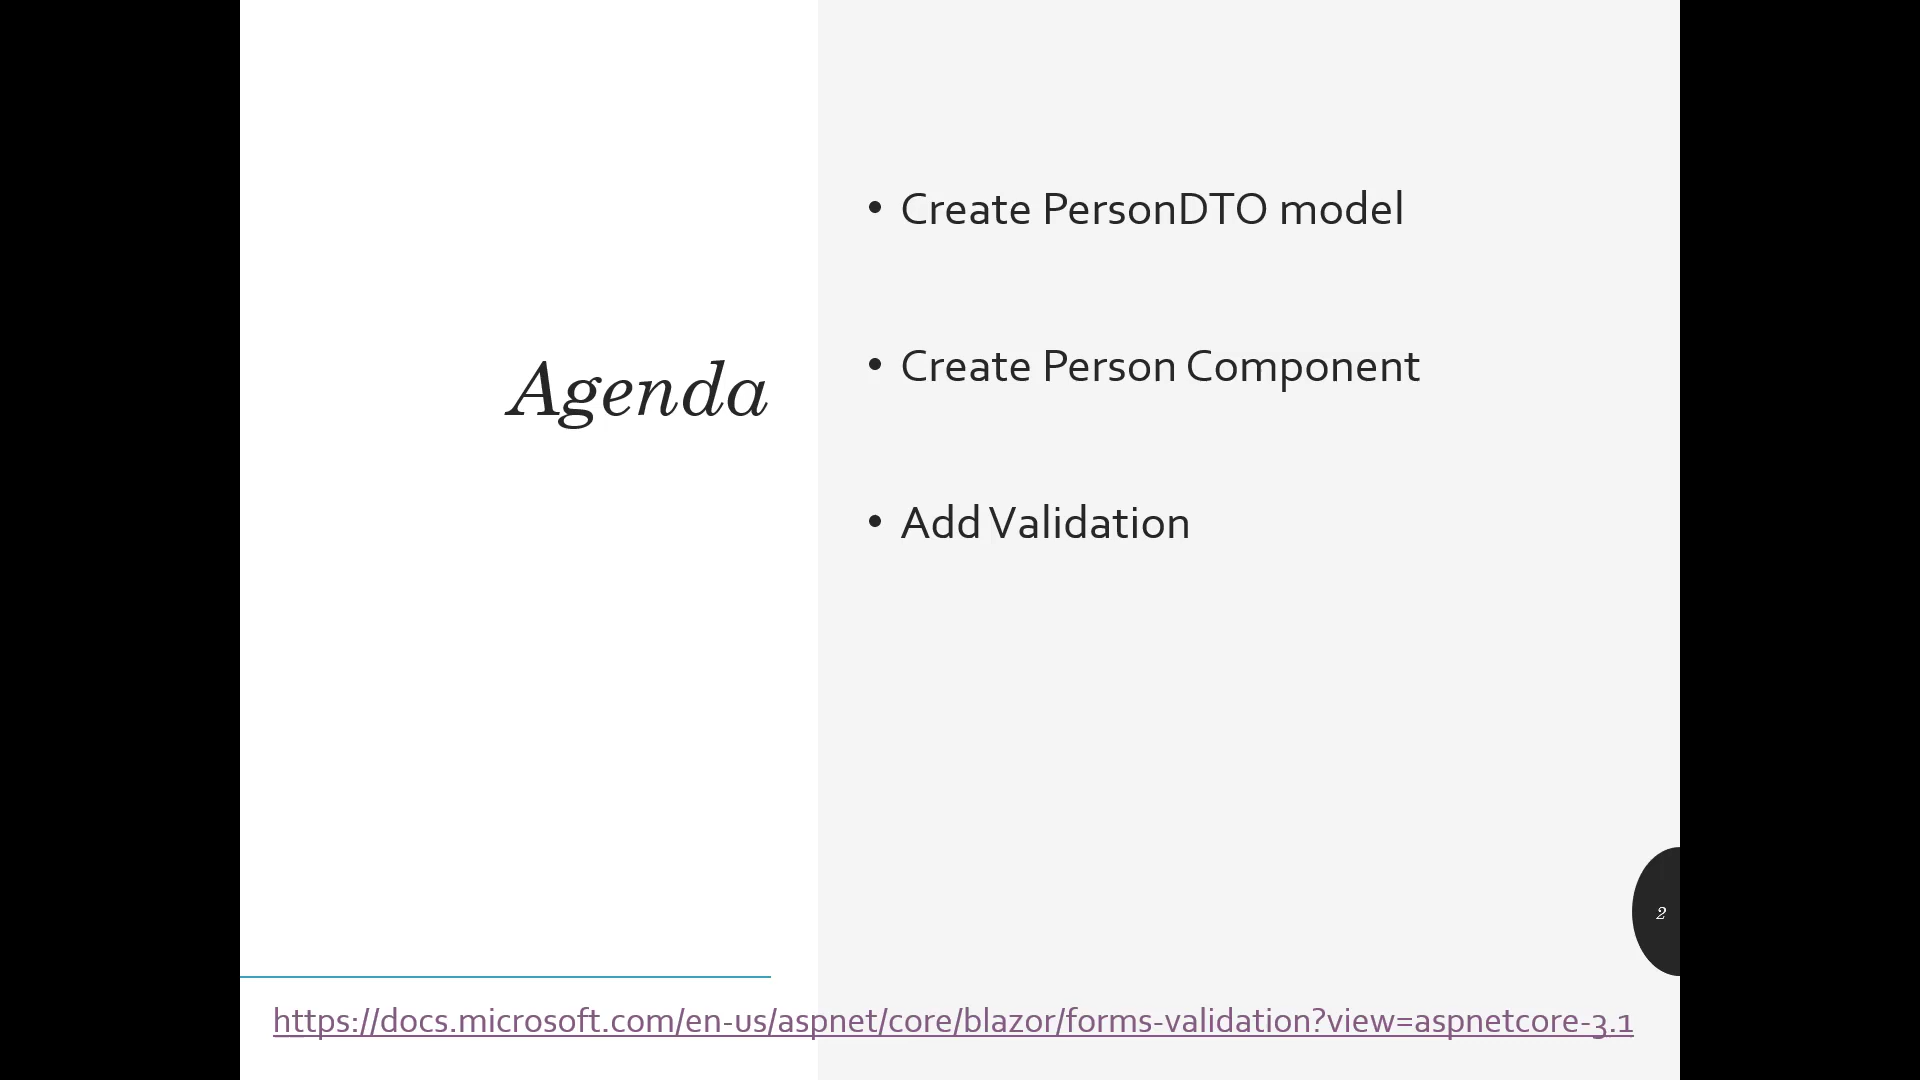 Agenda
• Create PersonDTO model
• Create Person Component
• Add Validation
2
https://docs.microsoft.com/en-us/aspnet/core/blazor/forms-validation?view=aspnetcore-3.1